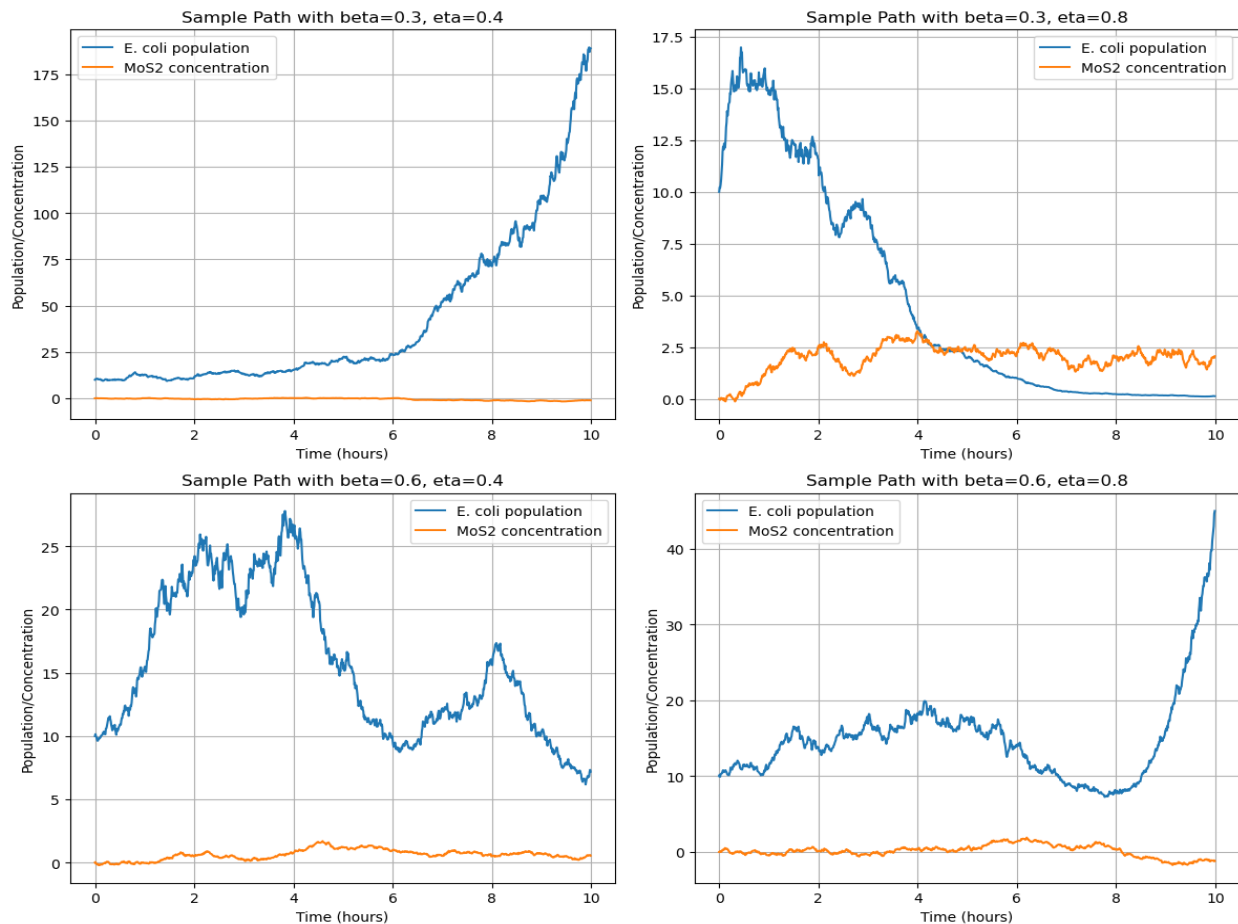 Sample Path with beta=0.3, eta=0.4
E. coli population
MoS2 concentration
Population/Concentration
175
150
125
100
75
50
25
0
0 2 4 6 8 10
Time (hours)
Sample Path with beta=0.3, eta=0.8
E. coli population
MoS2 concentration
Population/Concentration
17.5
15.0
12.5
10.0
7.5
5.0
2.5
0.0
0 2 4 6 8 10
Time (hours)
Sample Path with beta=0.6, eta=0.4
E. coli population
MoS2 concentration
Population/Concentration
25
20
15
10
5
0
0 2 4 6 8 10
Time (hours)
Sample Path with beta=0.6, eta=0.8
E. coli population
MoS2 concentration
Population/Concentration
40
30
20
10
0
0 2 4 6 8 10
Time (hours)